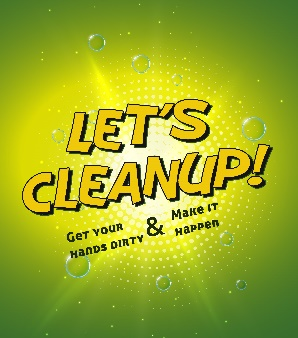 LET'S
CLEANUP!
GET YOUR
HANDS DIRTY
&
MAKE IT
HAPPEN